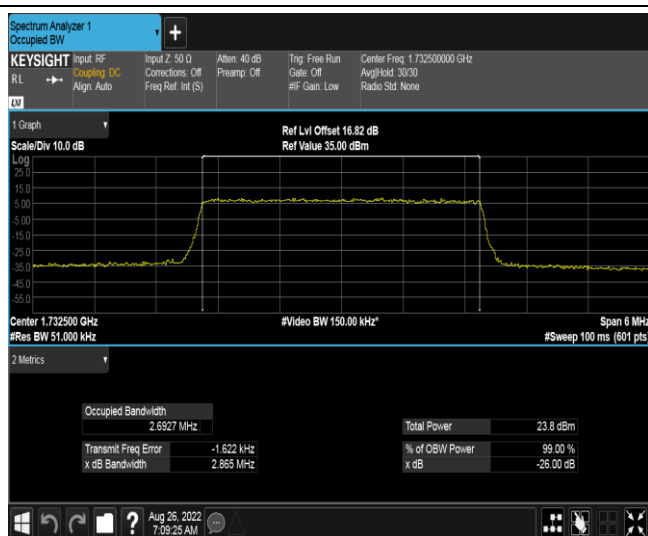 Spectrum Analyzer 1
Occupied BW
+
KEYSIGHT
RL
LXI
Input: RF
Coupling: DC
Align: Auto
Input Z: 50 Ω
Corrections: Off
Freq Ref: Int (S)
Atten: 40 dB
Preamp: Off
Trig: Free Run
Gate: Off
#IF Gain: Low
Center Freq: 1.732500000 GHz
Avg|Hold: 30/30
Radio Std: None
1 Graph
Scale/Div 10.0 dB
Ref Lvl Offset 16.82 dB
Ref Value 35.00 dBm
Log
25.0
15.0
5.00
-5.00
-15.0
-25.0
-35.0
-45.0
-55.0
Center 1.732500 GHz
#Res BW 51.000 kHz
#Video BW 150.00 kHz*
Span 6 MHz
#Sweep 100 ms (601 pts)
2 Metrics
Occupied Bandwidth
2.6927 MHz
Transmit Freq Error -1.622 kHz
x dB Bandwidth 2.865 MHz
Total Power 23.8 dBm
% of OBW Power 99.00 %
x dB -26.00 dB
?
Aug 26, 2022
7:09:25 AM